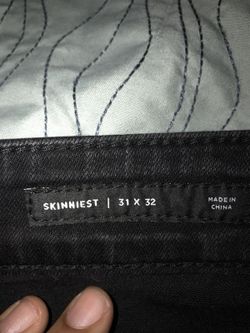 SKINNIEST | 31 X 32
MADE IN
CHINA